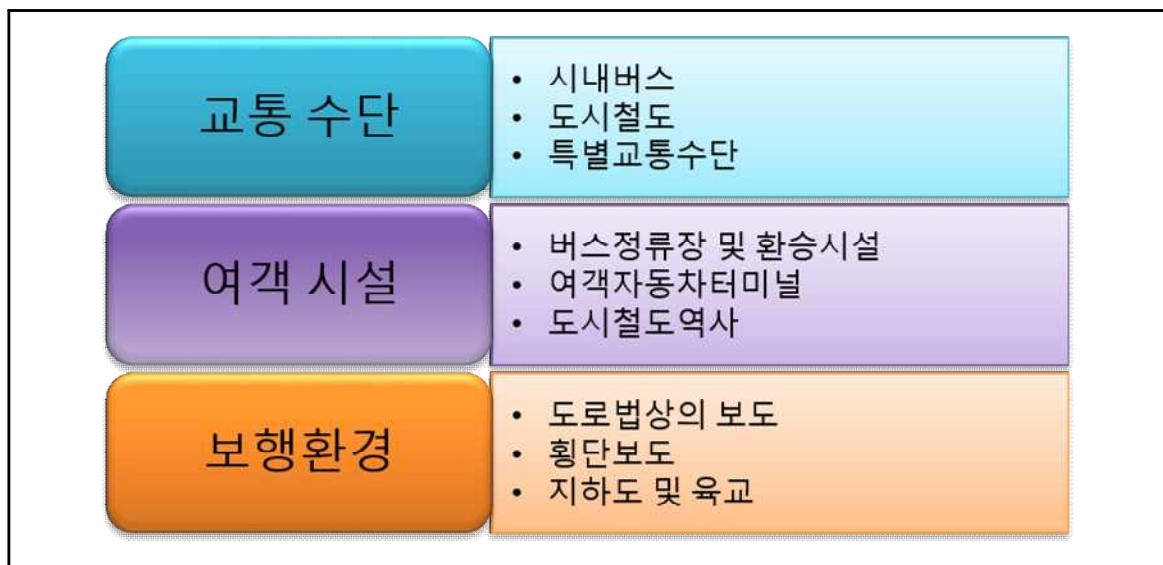 교통 수단
• 시내버스
• 도시철도
• 특별교통수단
여객 시설
• 버스정류장 및 환승시설
• 여객자동차터미널
• 도시철도역사
보행환경
• 도로법상의 보도
• 횡단보도
• 지하도 및 육교